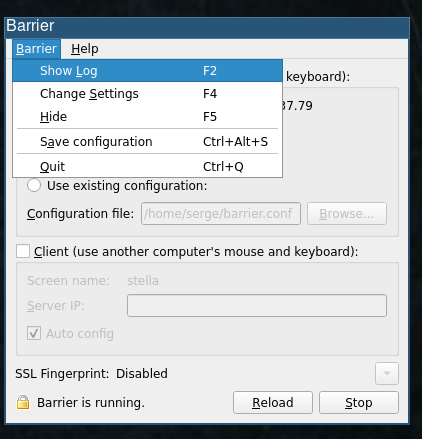 Barrier
Barrier Help
Show Log F2
keyboard):
Change Settings F4
37.79
Hide F5
Save configuration Ctrl+Alt+S
Quit Ctrl+Q
Use existing configuration:
Configuration file: /home/serge/barrier.conf Browse...
Client (use another computer's mouse and keyboard):
Screen name: stella
Server IP:
Auto config
SSL Fingerprint: Disabled
Barrier is running. Reload Stop